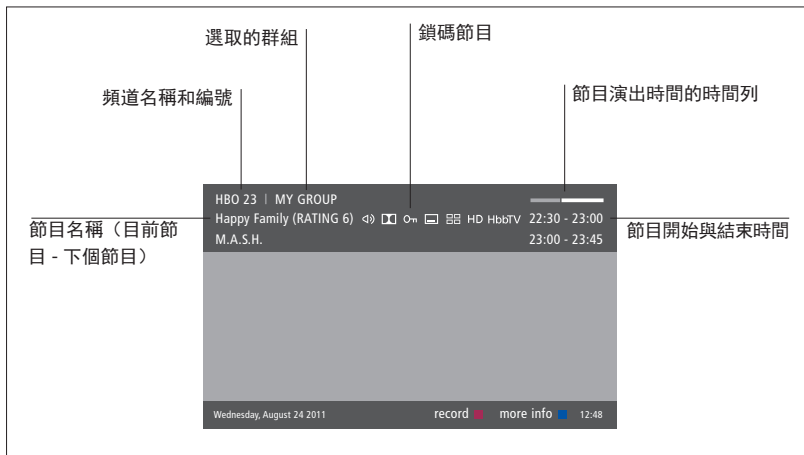 選取的群組
鎖碼節目
頻道名稱和編號
節目演出時間的時間列
HBO 23 | MY GROUP
Happy Family (RATING 6) HD HbbTV 22:30 - 23:00
M.A.S.H. 23:00 - 23:45
節目名稱（目前節
目 - 下個節目）
節目開始與結束時間
Wednesday, August 24 2011 record more info 12:48